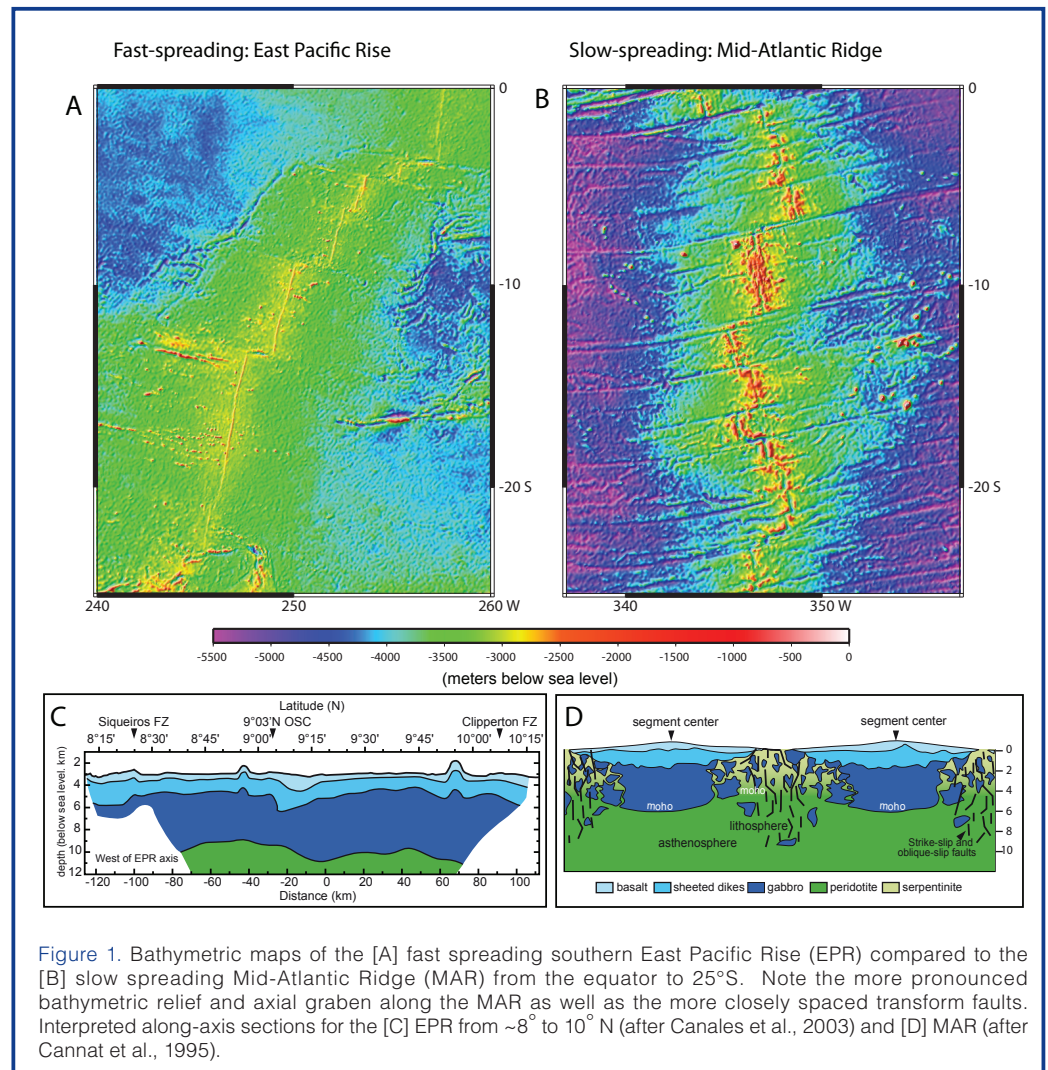 Fast-spreading: East Pacific Rise
Slow-spreading: Mid-Atlantic Ridge
A
0
-10
-20 S
240
250
260 W
B
0
-10
-20 S
340
350 W
-5500 -5000 -4500 -4000 -3500 -3000 -2500 -2000 -1500 -1000 -500 0
(meters below sea level)
C
Latitude (N)
Siqueiros FZ 9°03'N OSC Clipperton FZ
8°15' 8°30' 8°45' 9°00' 9°15' 9°30' 9°45' 10°00' 10°15'
depth (below sea level. km)
2
4
6
8
10
12
West of EPR axis
-120 -100 -80 -60 -40 -20 0 20 40 60 80 100
Distance (km)
D
segment center segment center
0
2
4
6
8
10
moho moho moho
lithosphere
asthenosphere
Strike-slip and
oblique-slip faults
basalt sheeted dikes gabbro peridotite serpentinite
Figure 1. Bathymetric maps of the [A] fast spreading southern East Pacific Rise (EPR) compared to the
[B] slow spreading Mid-Atlantic Ridge (MAR) from the equator to 25°S. Note the more pronounced
bathymetric relief and axial graben along the MAR as well as the more closely spaced transform faults.
Interpreted along-axis sections for the [C] EPR from ~8° to 10° N (after Canales et al., 2003) and [D] MAR (after
Cannat et al., 1995).